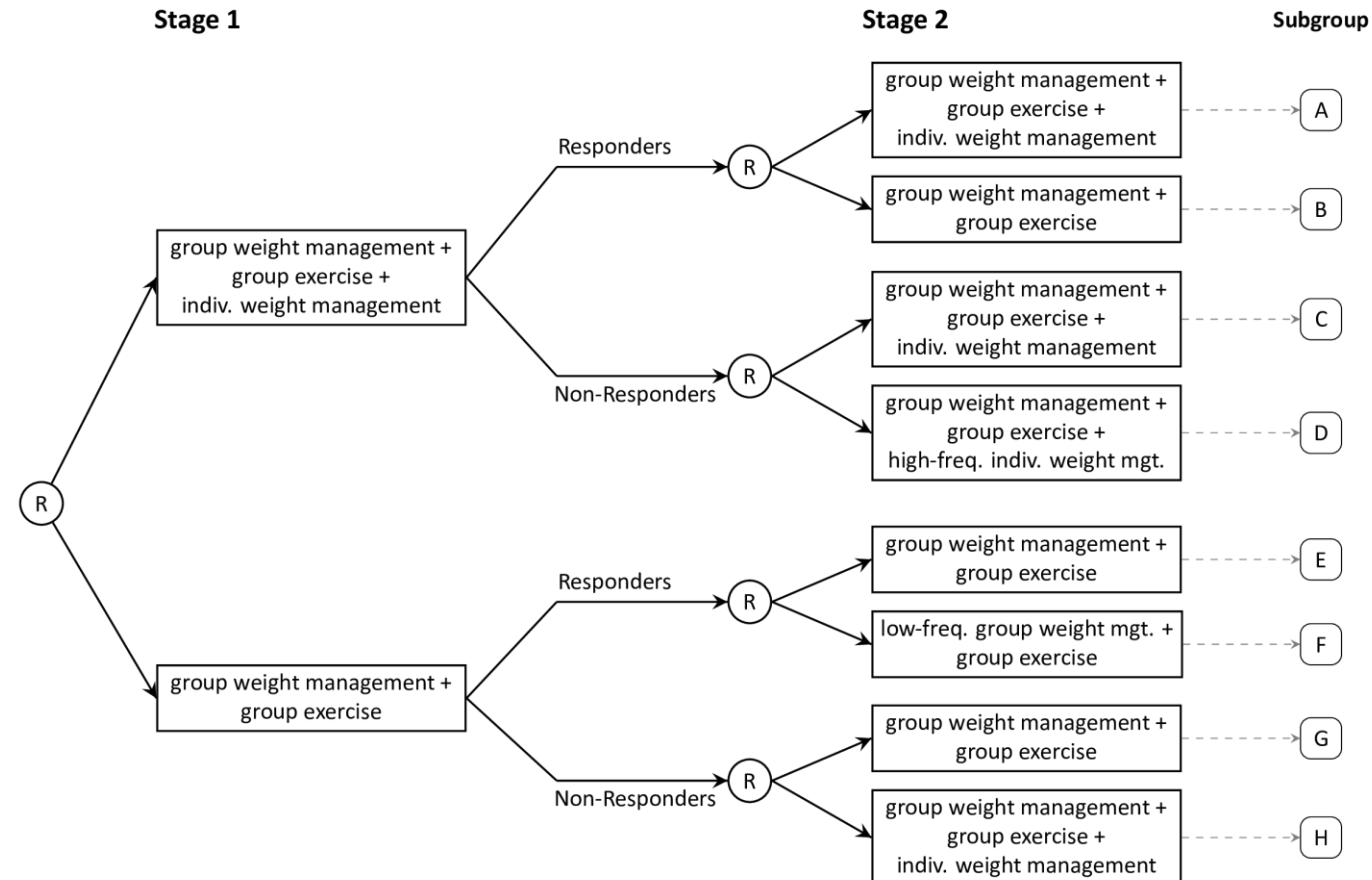 Stage 1
Stage 2
Subgroup
R
group weight management +
group exercise +
indiv. weight management
Responders
R
group weight management +
group exercise +
indiv. weight management
A
group weight management +
group exercise
B
Non-Responders
R
group weight management +
group exercise +
indiv. weight management
C
group weight management +
group exercise +
high-freq. indiv. weight mgt.
D
group weight management +
group exercise
Responders
R
group weight management +
group exercise
E
low-freq. group weight mgt. +
group exercise
F
Non-Responders
R
group weight management +
group exercise
G
group weight management +
group exercise +
indiv. weight management
H